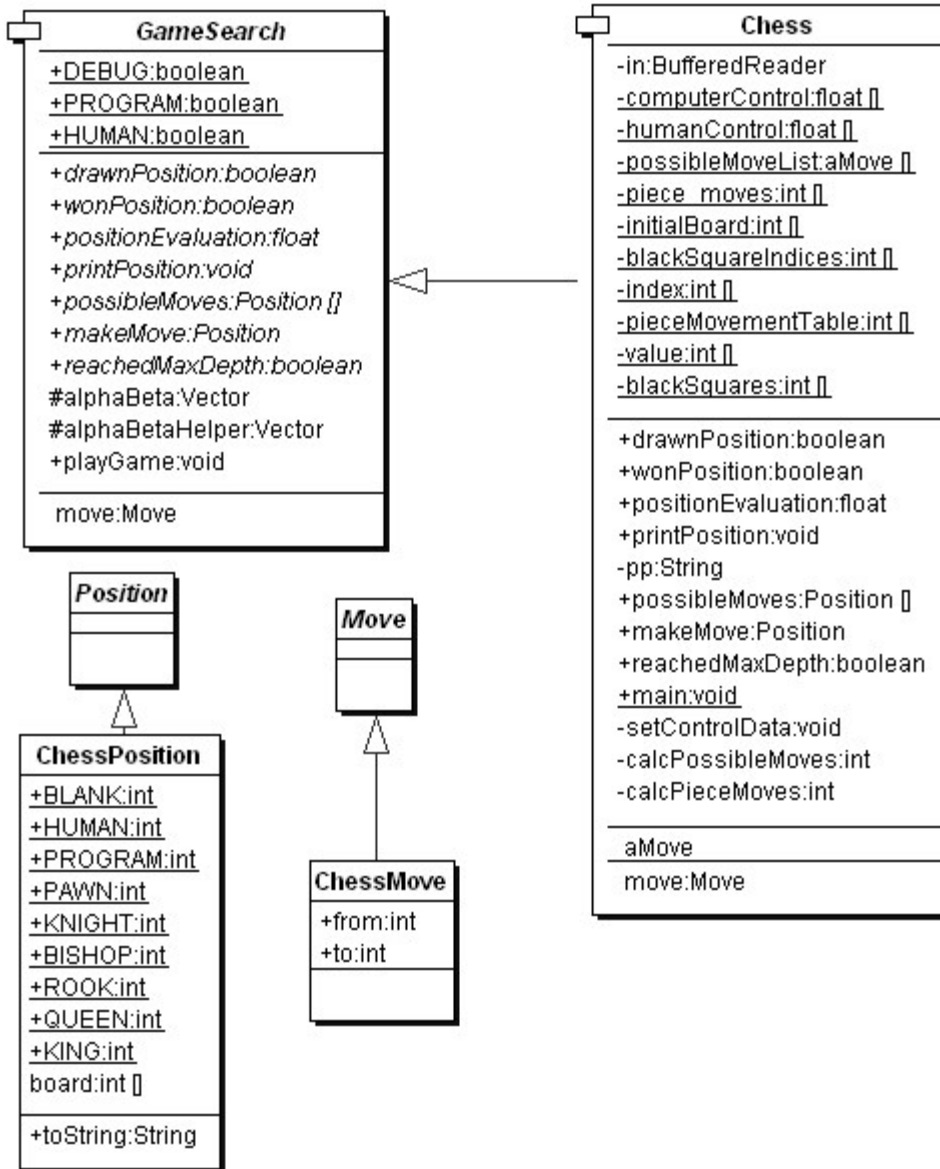 GameSearch
+DEBUG:boolean
+PROGRAM:boolean
+HUMAN:boolean
+drawnPosition:boolean
+wonPosition:boolean
+positionEvaluation:float
+printPosition:void
+possibleMoves:Position []
+makeMove:Position
+reachedMaxDepth:boolean
#alphaBeta:Vector
#alphaBetaHelper:Vector
+playGame:void
move:Move
Chess
-in:BufferedReader
-computerControl:float []
-humanControl:float []
-possibleMoveList:aMove []
-piece_moves:int []
-initialBoard:int []
-blackSquareIndices:int []
-index:int []
-pieceMovementTable:int []
-value:int []
-blackSquares:int []
+drawnPosition:boolean
+wonPosition:boolean
+positionEvaluation:float
+printPosition:void
-pp:String
+possibleMoves:Position []
+makeMove:Position
+reachedMaxDepth:boolean
+main:void
-setControlData:void
-calcPossibleMoves:int
-calcPieceMoves:int
aMove
move:Move
Position
ChessPosition
+BLANK:int
+HUMAN:int
+PROGRAM:int
+PAWN:int
+KNIGHT:int
+BISHOP:int
+ROOK:int
+QUEEN:int
+KING:int
board:int []
+toString:String
Move
ChessMove
+from:int
+to:int